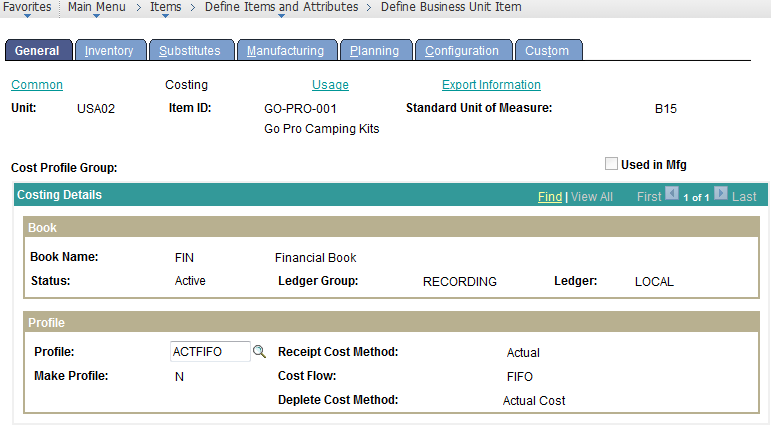 Favorites Main Menu > Items > Define Items and Attributes > Define Business Unit Item
General Inventory Substitutes Manufacturing Planning Configuration Custom
Common Costing Usage Export Information
Unit: USA02 Item ID: GO-PRO-001 Standard Unit of Measure: B15
Go Pro Camping Kits
Cost Profile Group: Used in Mfg
Costing Details Find | View All First 1 of 1 Last
Book
Book Name: FIN Financial Book
Status: Active Ledger Group: RECORDING Ledger: LOCAL
Profile
Profile: ACTFIFO Receipt Cost Method: Actual
Make Profile: N Cost Flow: FIFO
Deplete Cost Method: Actual Cost